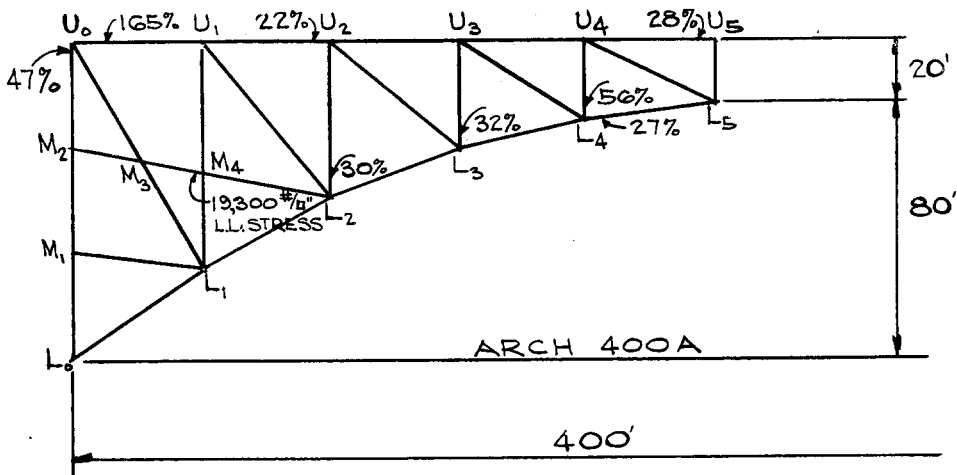 U₀ 165% U₁ 22% U₂ U₃ U₄ 28% U₅
47%
20'
56%
L₅
32% L₄ 27%
M₂
L₃
M₃ M₄ 30%
19,300 #/□"
L.L. STRESS
L₂
80'
M₁
L₁
ARCH 400A
L₀
400'